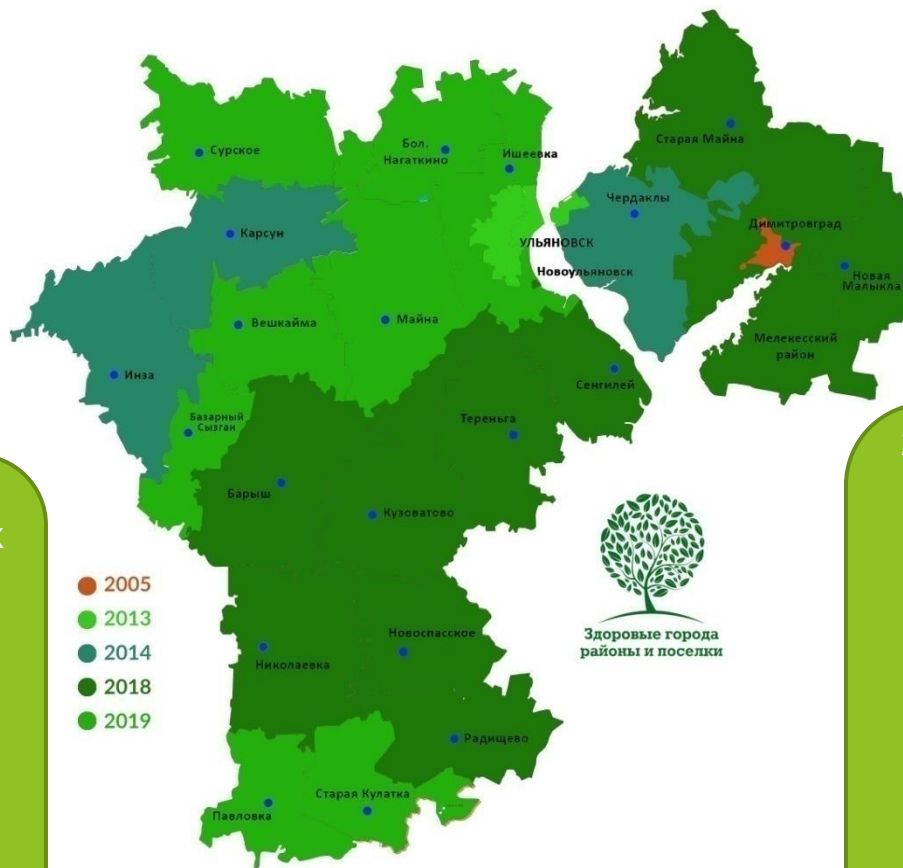 Сурское
Бол.
Нагаткино
Ишеевка
Старая Майна
Чердаклы
Карсун
Димитровград
УЛЬЯНОВСК
Новоульяновск
Новая
Малыкла
Вешкайма
Майна
Мелекесский
район
Инза
Сенгилей
Базарный
Сызган
Тереньга
Барыш
Кузоватово
2005
2013
2014
2018
2019
Здоровые города
районы и поселки
Новоспасское
Николаевка
Радищево
Старая Кулатка
Павловка